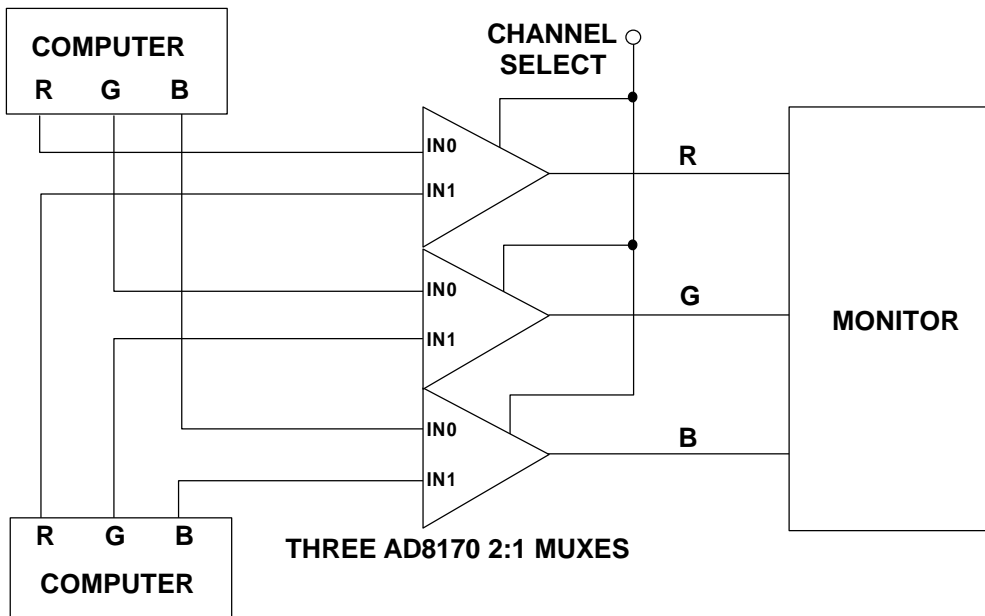 COMPUTER
R G B
CHANNEL
SELECT
IN0
IN1
R
IN0
IN1
G
MONITOR
IN0
IN1
B
R G B
COMPUTER
THREE AD8170 2:1 MUXES